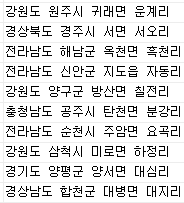 강원도 원주시 귀래면 운계리
경상북도 경주시 서면 서오리
전라남도 해남군 옥천면 흑천리
전라남도 신안군 지도읍 자동리
강원도 양구군 방산면 칠전리
충청남도 공주시 탄천면 분강리
전라남도 순천시 주암면 요곡리
강원도 삼척시 미로면 하정리
경기도 양평군 양서면 대심리
경상남도 합천군 대병면 대지리